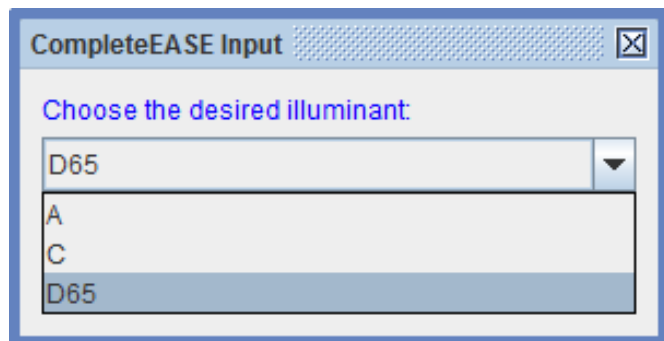 CompleteEASE Input
Choose the desired illuminant:
D65
A
C
D65